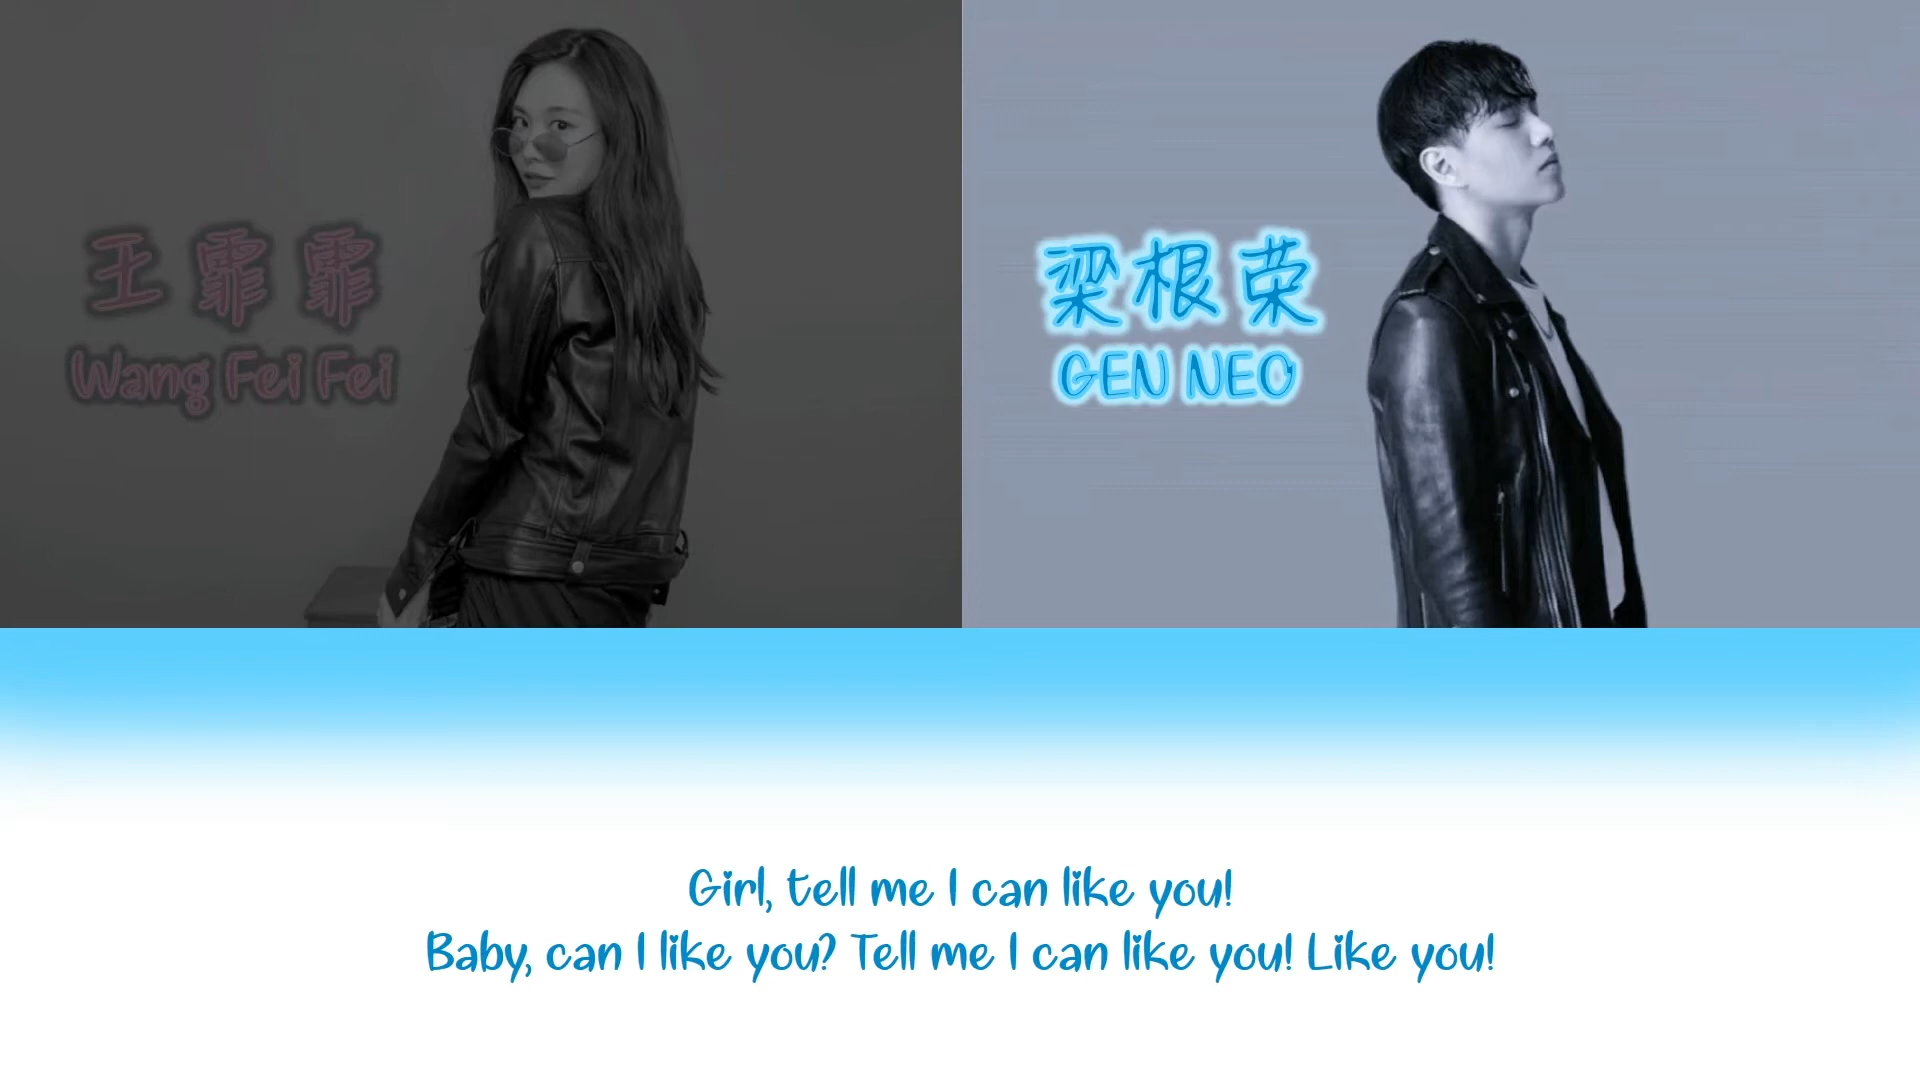 王霏霏
Wang Fei Fei
梁根荣
GEN NEO
Girl, tell me I can like you!
Baby, can I like you? Tell me I can like you! Like you!